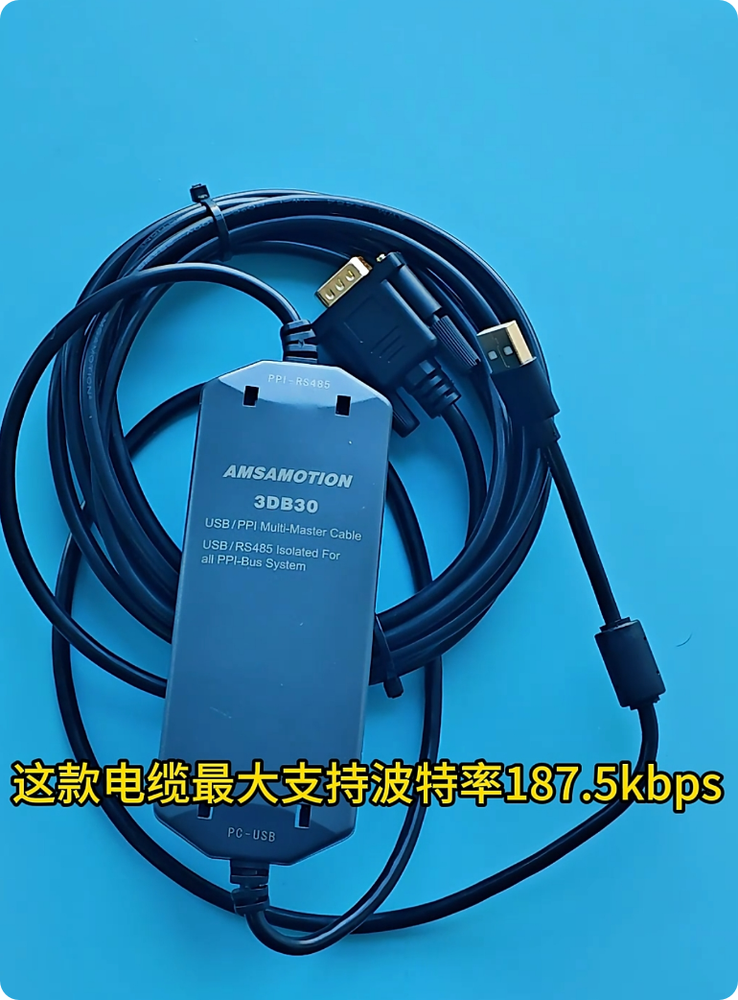 PPI-RS485
AMSAMOTION
3DB30
USB/PPI Multi-Master Cable
USB/RS485 Isolated For
all PPI-Bus System
这款电缆最大支持波特率187.5kbps
PC-USB